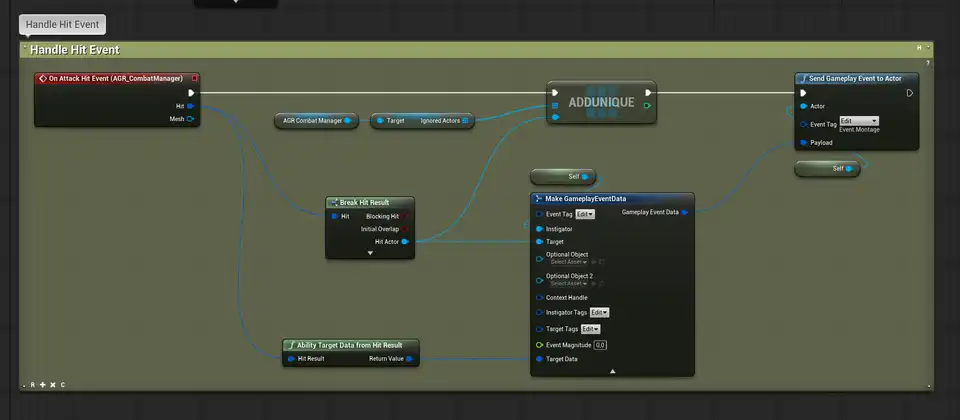 Handle Hit Event
Handle Hit Event
On Attack Hit Event (AGR_CombatManager)
Hit
Mesh
AGR Combat Manager
Target Ignored Actors
ADDUNIQUE
Send Gameplay Event to Actor
Actor
Event Tag Edit
Event.Montage
Payload
Self
Self
Break Hit Result
Hit Blocking Hit
Initial Overlap
Hit Actor
Make GameplayEventData
Event Tag Edit Gameplay Event Data
Instigator
Target
Optional Object
Select Asset
Optional Object 2
Select Asset
Context Handle
Instigator Tags Edit
Target Tags Edit
Event Magnitude 0,0
Target Data
Ability Target Data from Hit Result
Hit Result Return Value
R C